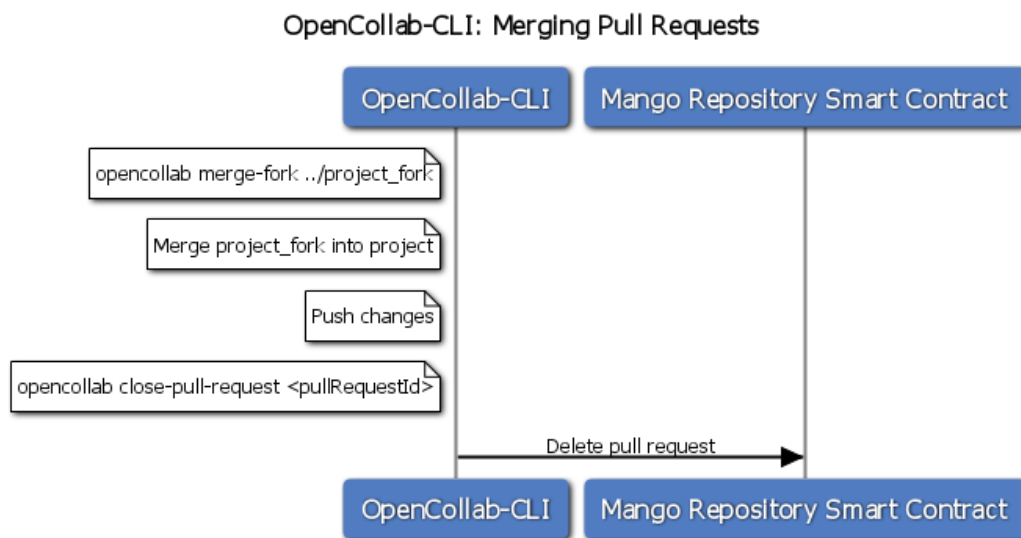 OpenCollab-CLI: Merging Pull Requests
OpenCollab-CLI
Mango Repository Smart Contract
opencollab merge-fork ../project_fork
Merge project_fork into project
Push changes
opencollab close-pull-request <pullRequestId>
Delete pull request
OpenCollab-CLI
Mango Repository Smart Contract